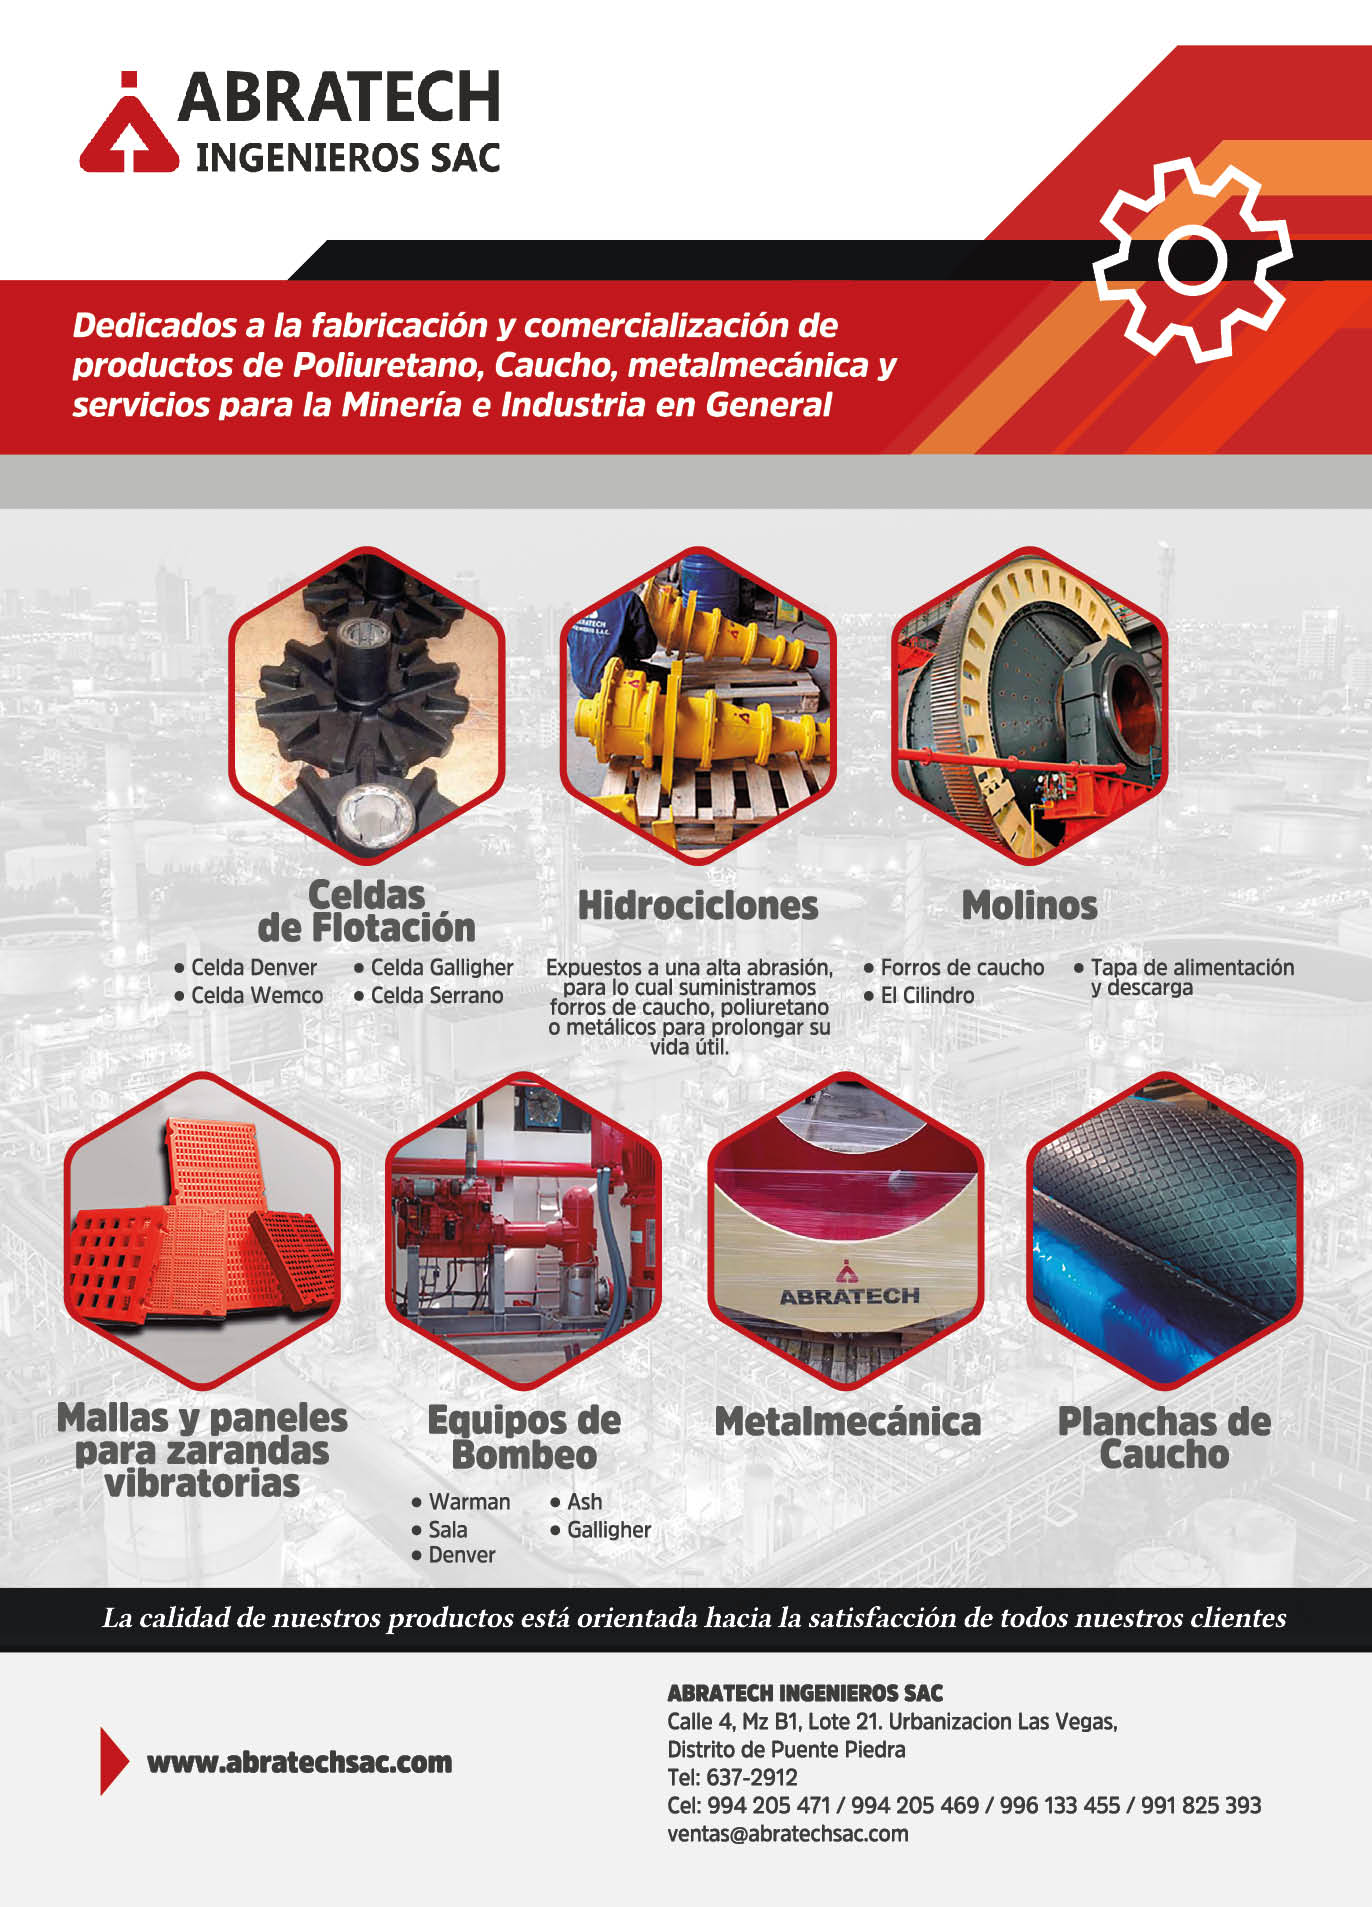 ABRATECH
INGENIEROS SAC
Dedicados a la fabricación y comercialización de
productos de Poliuretano, Caucho, metalmecánica y
servicios para la Minería e Industria en General
ABRATECH
INGENIEROS S.A.C.
Celdas
de Flotación
• Celda Denver
• Celda Wemco
• Celda Galligher
• Celda Serrano
Hidrociclones
Expuestos a una alta abrasión,
para lo cual suministramos
forros de caucho, poliuretano
o metálicos para prolongar su
vida útil.
Molinos
• Forros de caucho
• El Cilindro
• Tapa de alimentación
y descarga
ABRATECH
Mallas y paneles
para zarandas
vibratorias
Equipos de
Bombeo
• Warman
• Sala
• Denver
• Ash
• Galligher
Metalmecánica
Planchas de
Caucho
La calidad de nuestros productos está orientada hacia la satisfacción de todos nuestros clientes
www.abratechsac.com
ABRATECH INGENIEROS SAC
Calle 4, Mz B1, Lote 21. Urbanizacion Las Vegas,
Distrito de Puente Piedra
Tel: 637-2912
Cel: 994 205 471 / 994 205 469 / 996 133 455 / 991 825 393
ventas@abratechsac.com